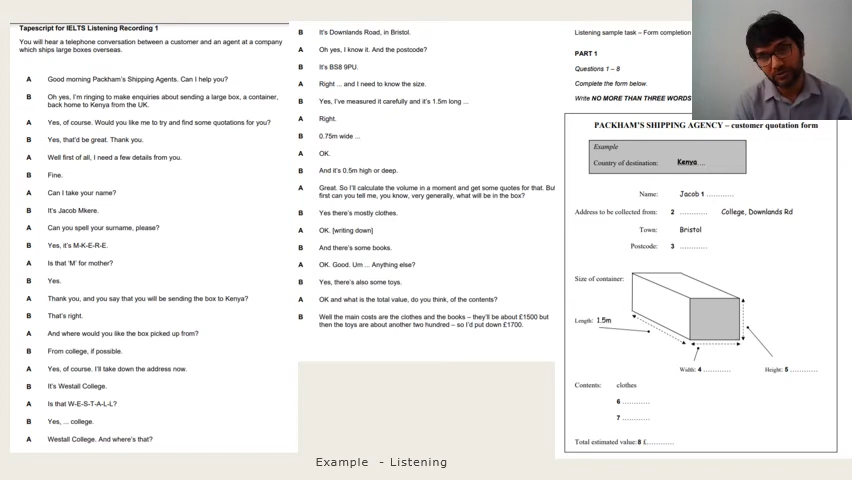 Tapescript for IELTS Listening Recording 1
You will hear a telephone conversation between a customer and an agent at a company
which ships large boxes overseas.
A Good morning Packham's Shipping Agents. Can I help you?
B Oh yes, I'm ringing to make enquiries about sending a large box, a container,
back home to Kenya from the UK.
A Yes, of course. Would you like me to try and find some quotations for you?
B Yes, that'd be great. Thank you.
A Well first of all, I need a few details from you.
B Fine.
A Can I take your name?
B It's Jacob Mkere.
A Can you spell your surname, please?
B Yes, it's M-K-E-R-E.
A Is that 'M' for mother?
B Yes.
A Thank you, and you say that you will be sending the box to Kenya?
B That's right.
A And where would you like the box picked up from?
B From college, if possible.
A Yes, of course. I'll take down the address now.
B It's Westall College.
A Is that W-E-S-T-A-L-L?
B Yes, ... college.
A Westall College. And where's that?
B It's Downlands Road, in Bristol.
A Oh yes, I know it. And the postcode?
B It's BS8 9PU.
A Right ... and I need to know the size.
B Yes, I've measured it carefully and it's 1.5m long ...
A Right.
B 0.75m wide ...
A OK.
B And it's 0.5m high or deep.
A Great. So I'll calculate the volume in a moment and get some quotes for that. But
first can you tell me, you know, very generally, what will be in the box?
B Yes there's mostly clothes.
A OK. [writing down]
B And there's some books.
A OK. Good. Um ... Anything else?
B Yes, there's also some toys.
A OK and what is the total value, do you think, of the contents?
B Well the main costs are the clothes and the books – they'll be about £1500 but
then the toys are about another two hundred – so I'd put down £1700.
Listening sample task – Form completion
PART 1
Questions 1 – 8
Complete the form below.
Write NO MORE THAN THREE WORDS
PACKHAM'S SHIPPING AGENCY – customer quotation form
Example
Country of destination: Kenya ....
Name: Jacob 1 ............
Address to be collected from: 2 ............ College, Downlands Rd
Town: Bristol
Postcode: 3 ............
Size of container:
Length: 1.5m
Width: 4 ............ Height: 5 ............
Contents: clothes
6 ............
7 ............
Total estimated value: 8 £............
Example - Listening